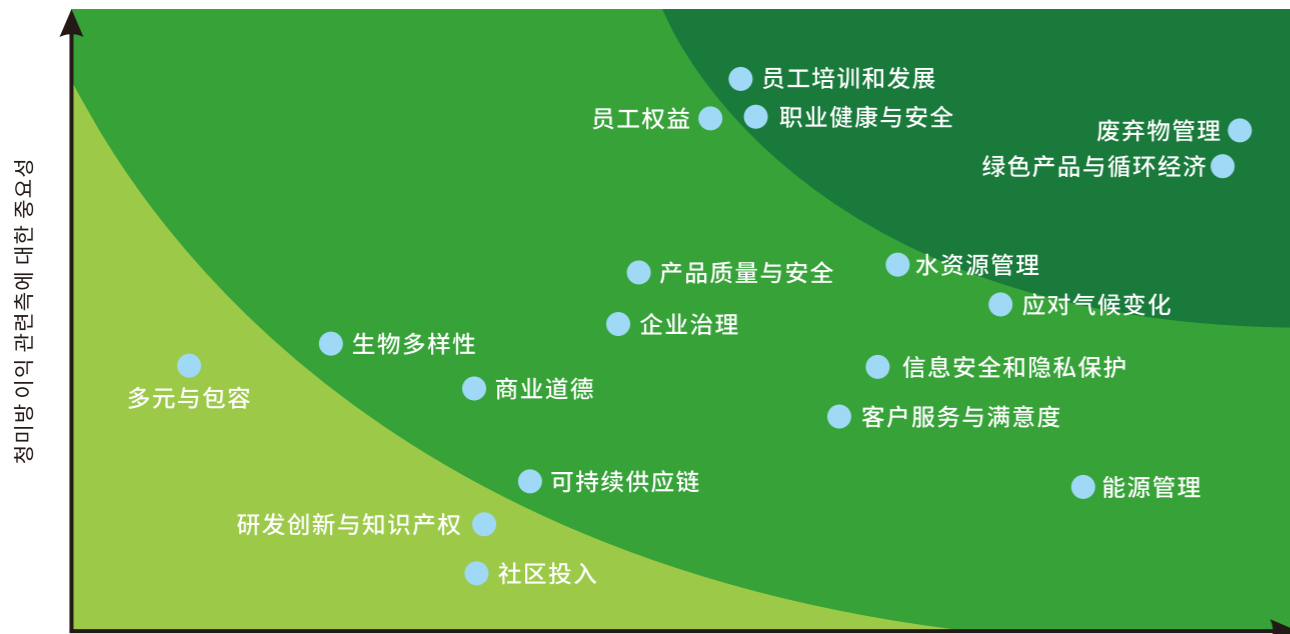 员工培训和发展
员工权益
职业健康与安全
废弃物管理
绿色产品与循环经济
水资源管理
产品质量与安全
应对气候变化
企业治理
生物多样性
信息安全和隐私保护
多元与包容
商业道德
客户服务与满意度
可持续供应链
能源管理
研发创新与知识产权
社区投入
청미방 이익 관련측에 대한 중요성